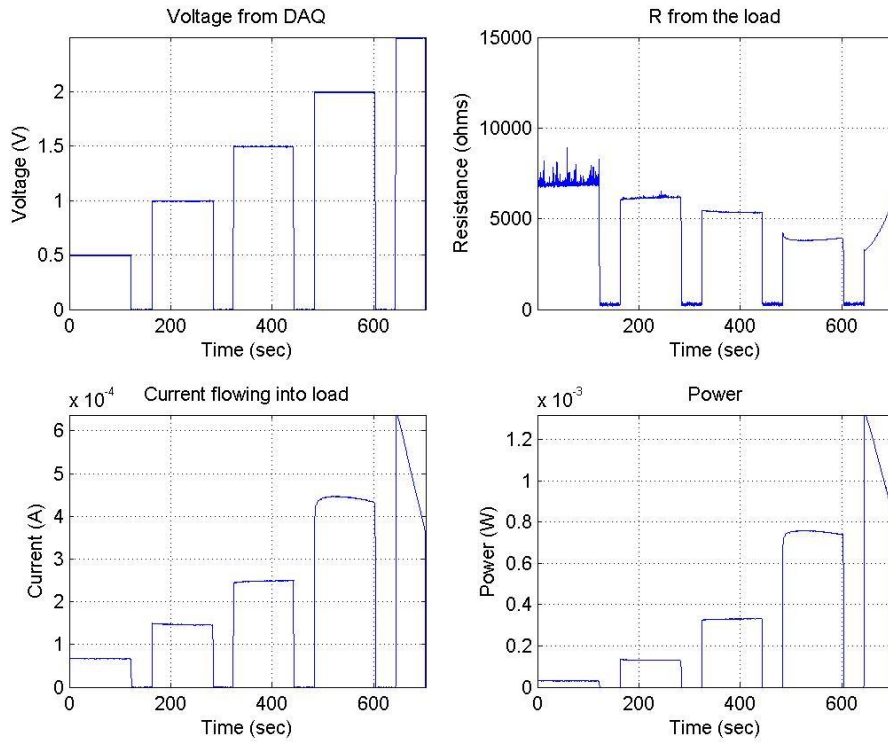 Voltage from DAQ
Voltage (V)
2
1.5
1
0.5
0
0 200 400 600
Time (sec)
R from the load
Resistance (ohms)
15000
10000
5000
0
0 200 400 600
Time (sec)
x 10⁻⁴ Current flowing into load
Current (A)
6
5
4
3
2
1
0
0 200 400 600
Time (sec)
x 10⁻³ Power
Power (W)
1.2
1
0.8
0.6
0.4
0.2
0
0 200 400 600
Time (sec)